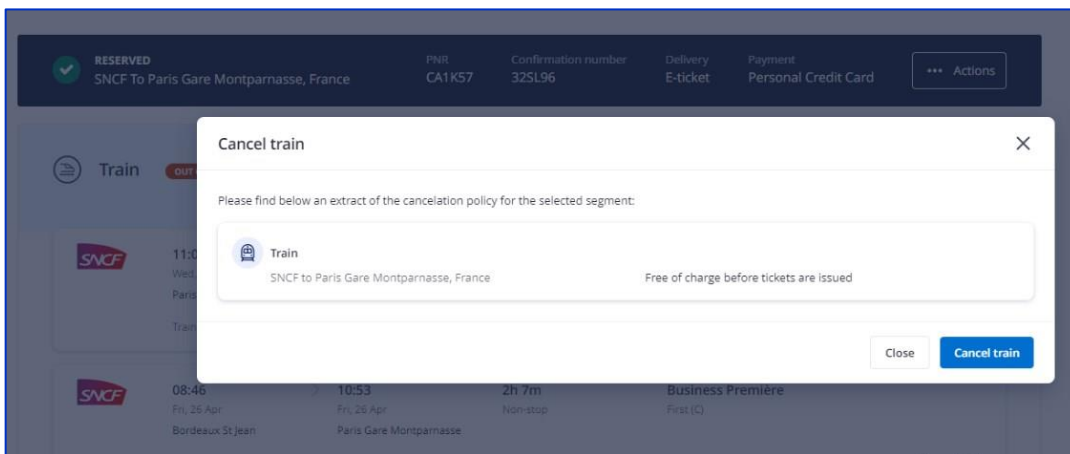 RESERVED
SNCF To Paris Gare Montparnasse, France
PNR
CA1K57
Confirmation number
32SL96
Delivery
E-ticket
Payment
Personal Credit Card
••• Actions
Train
OUT
Cancel train
Please find below an extract of the cancelation policy for the selected segment:
Train
SNCF to Paris Gare Montparnasse, France
Free of charge before tickets are issued
Close
Cancel train
SNCF
11:0
Wed,
Paris
Train
SNCF
08:46
Fri, 26 Apr
Bordeaux St Jean
10:53
Fri, 26 Apr
Paris Gare Montparnasse
2h 7m
Non-stop
Business Première
First (C)